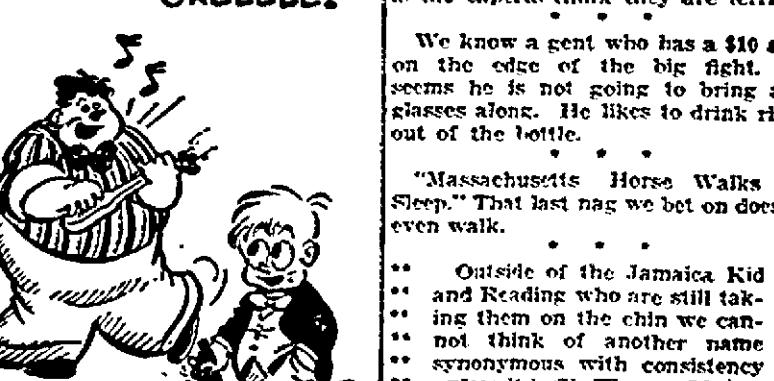 We know a gent who has a $10
on the edge of the big fight.
seems he is not going to bring
glasses along. He likes to drink
out of the bottle.
* * *
"Massachusetts Horse Walks
Sleep." That last nag we bet on
even walk.
* * *
Outside of the Jamaica Kid
and Reading who are still tak-
ing them on the chin we can-
not think of another name
synonymous with consistency